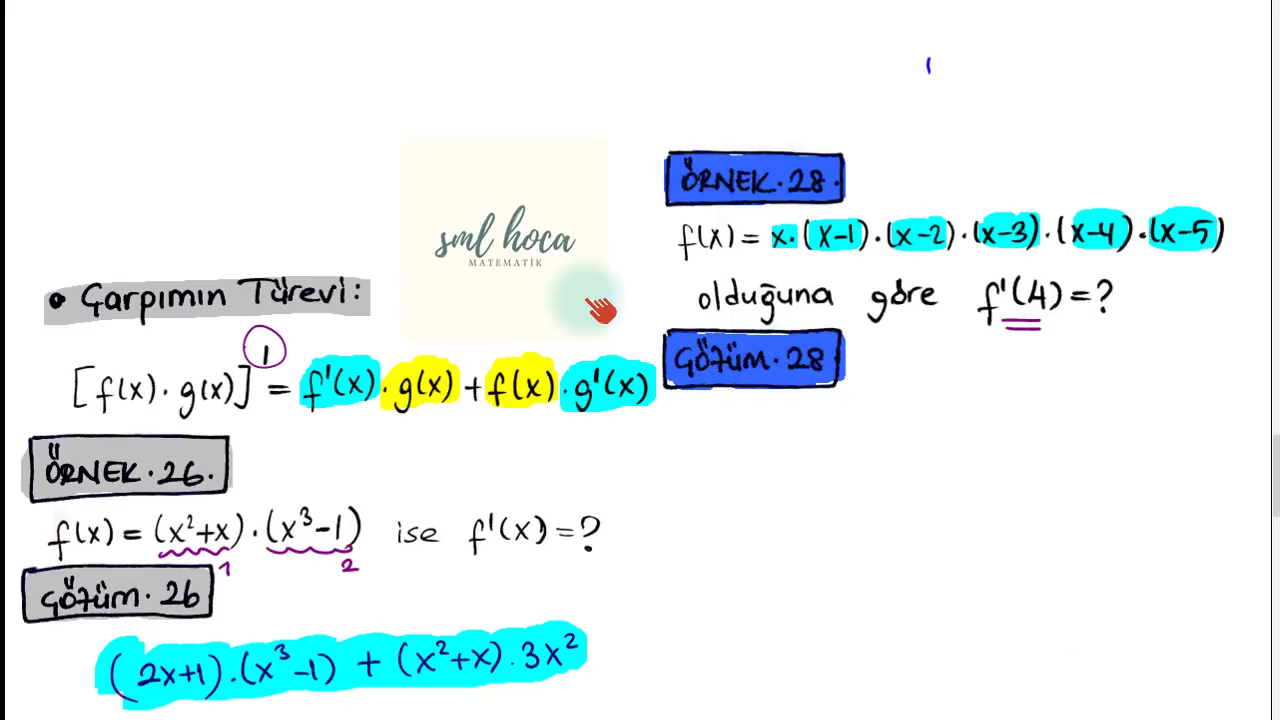 • Çarpımın Türevi:
[f(x) · g(x)]' = f'(x) · g(x) + f(x) · g'(x)
ÖRNEK · 26.
f(x) = (x²+x) · (x³-1) ise f'(x) = ?
1 2
ÇÖZÜM · 26
(2x+1) · (x³-1) + (x²+x) · 3x²
sml hoca
MATEMATİK
ÖRNEK · 28.
f(x) = x · (x-1) · (x-2) · (x-3) · (x-4) · (x-5)
olduğuna göre f'(4) = ?
ÇÖZÜM · 28